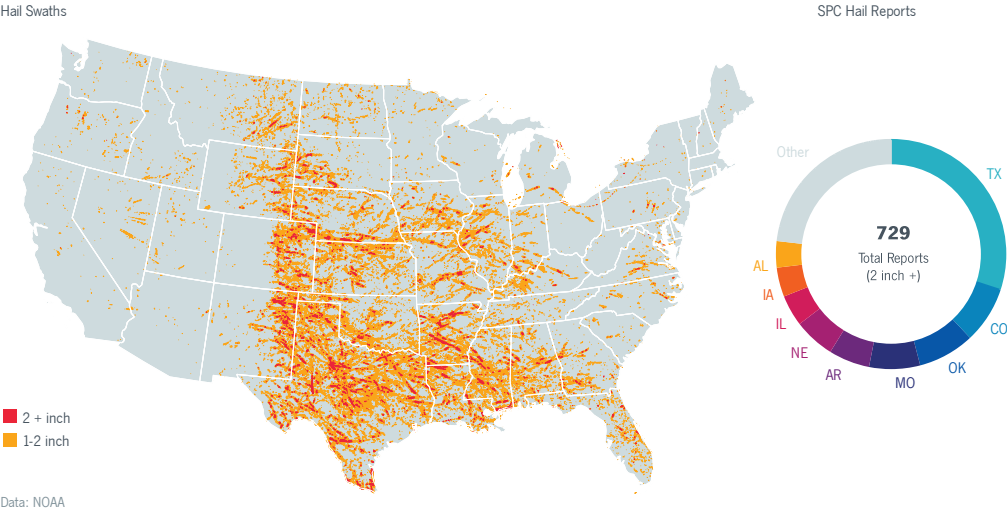 Hail Swaths
SPC Hail Reports
Other
TX
729
Total Reports
(2 inch +)
AL
IA
CO
IL
NE
OK
AR
MO
2 + inch
1-2 inch
Data: NOAA